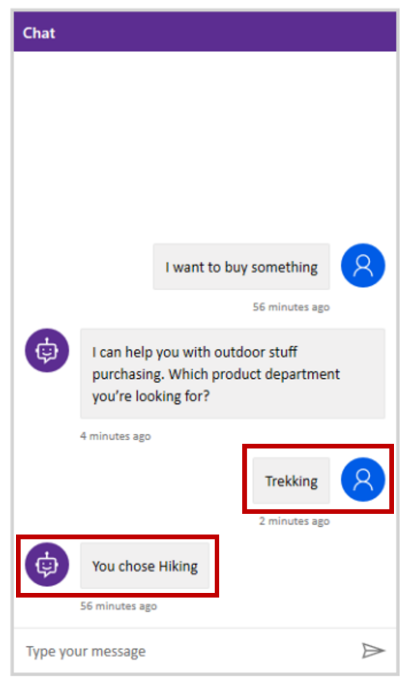 Chat
I want to buy something
56 minutes ago
I can help you with outdoor stuff
purchasing. Which product department
you're looking for?
4 minutes ago
Trekking
2 minutes ago
You chose Hiking
56 minutes ago
Type your message